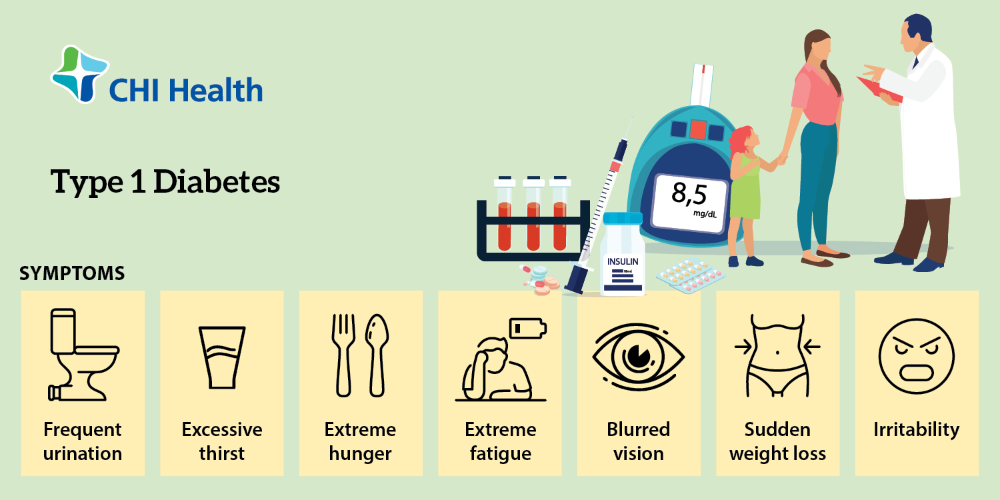 CHI Health
Type 1 Diabetes
8,5
mg/dL
INSULIN
10ml
SYMPTOMS
Frequent
urination
Excessive
thirst
Extreme
hunger
Extreme
fatigue
Blurred
vision
Sudden
weight loss
Irritability